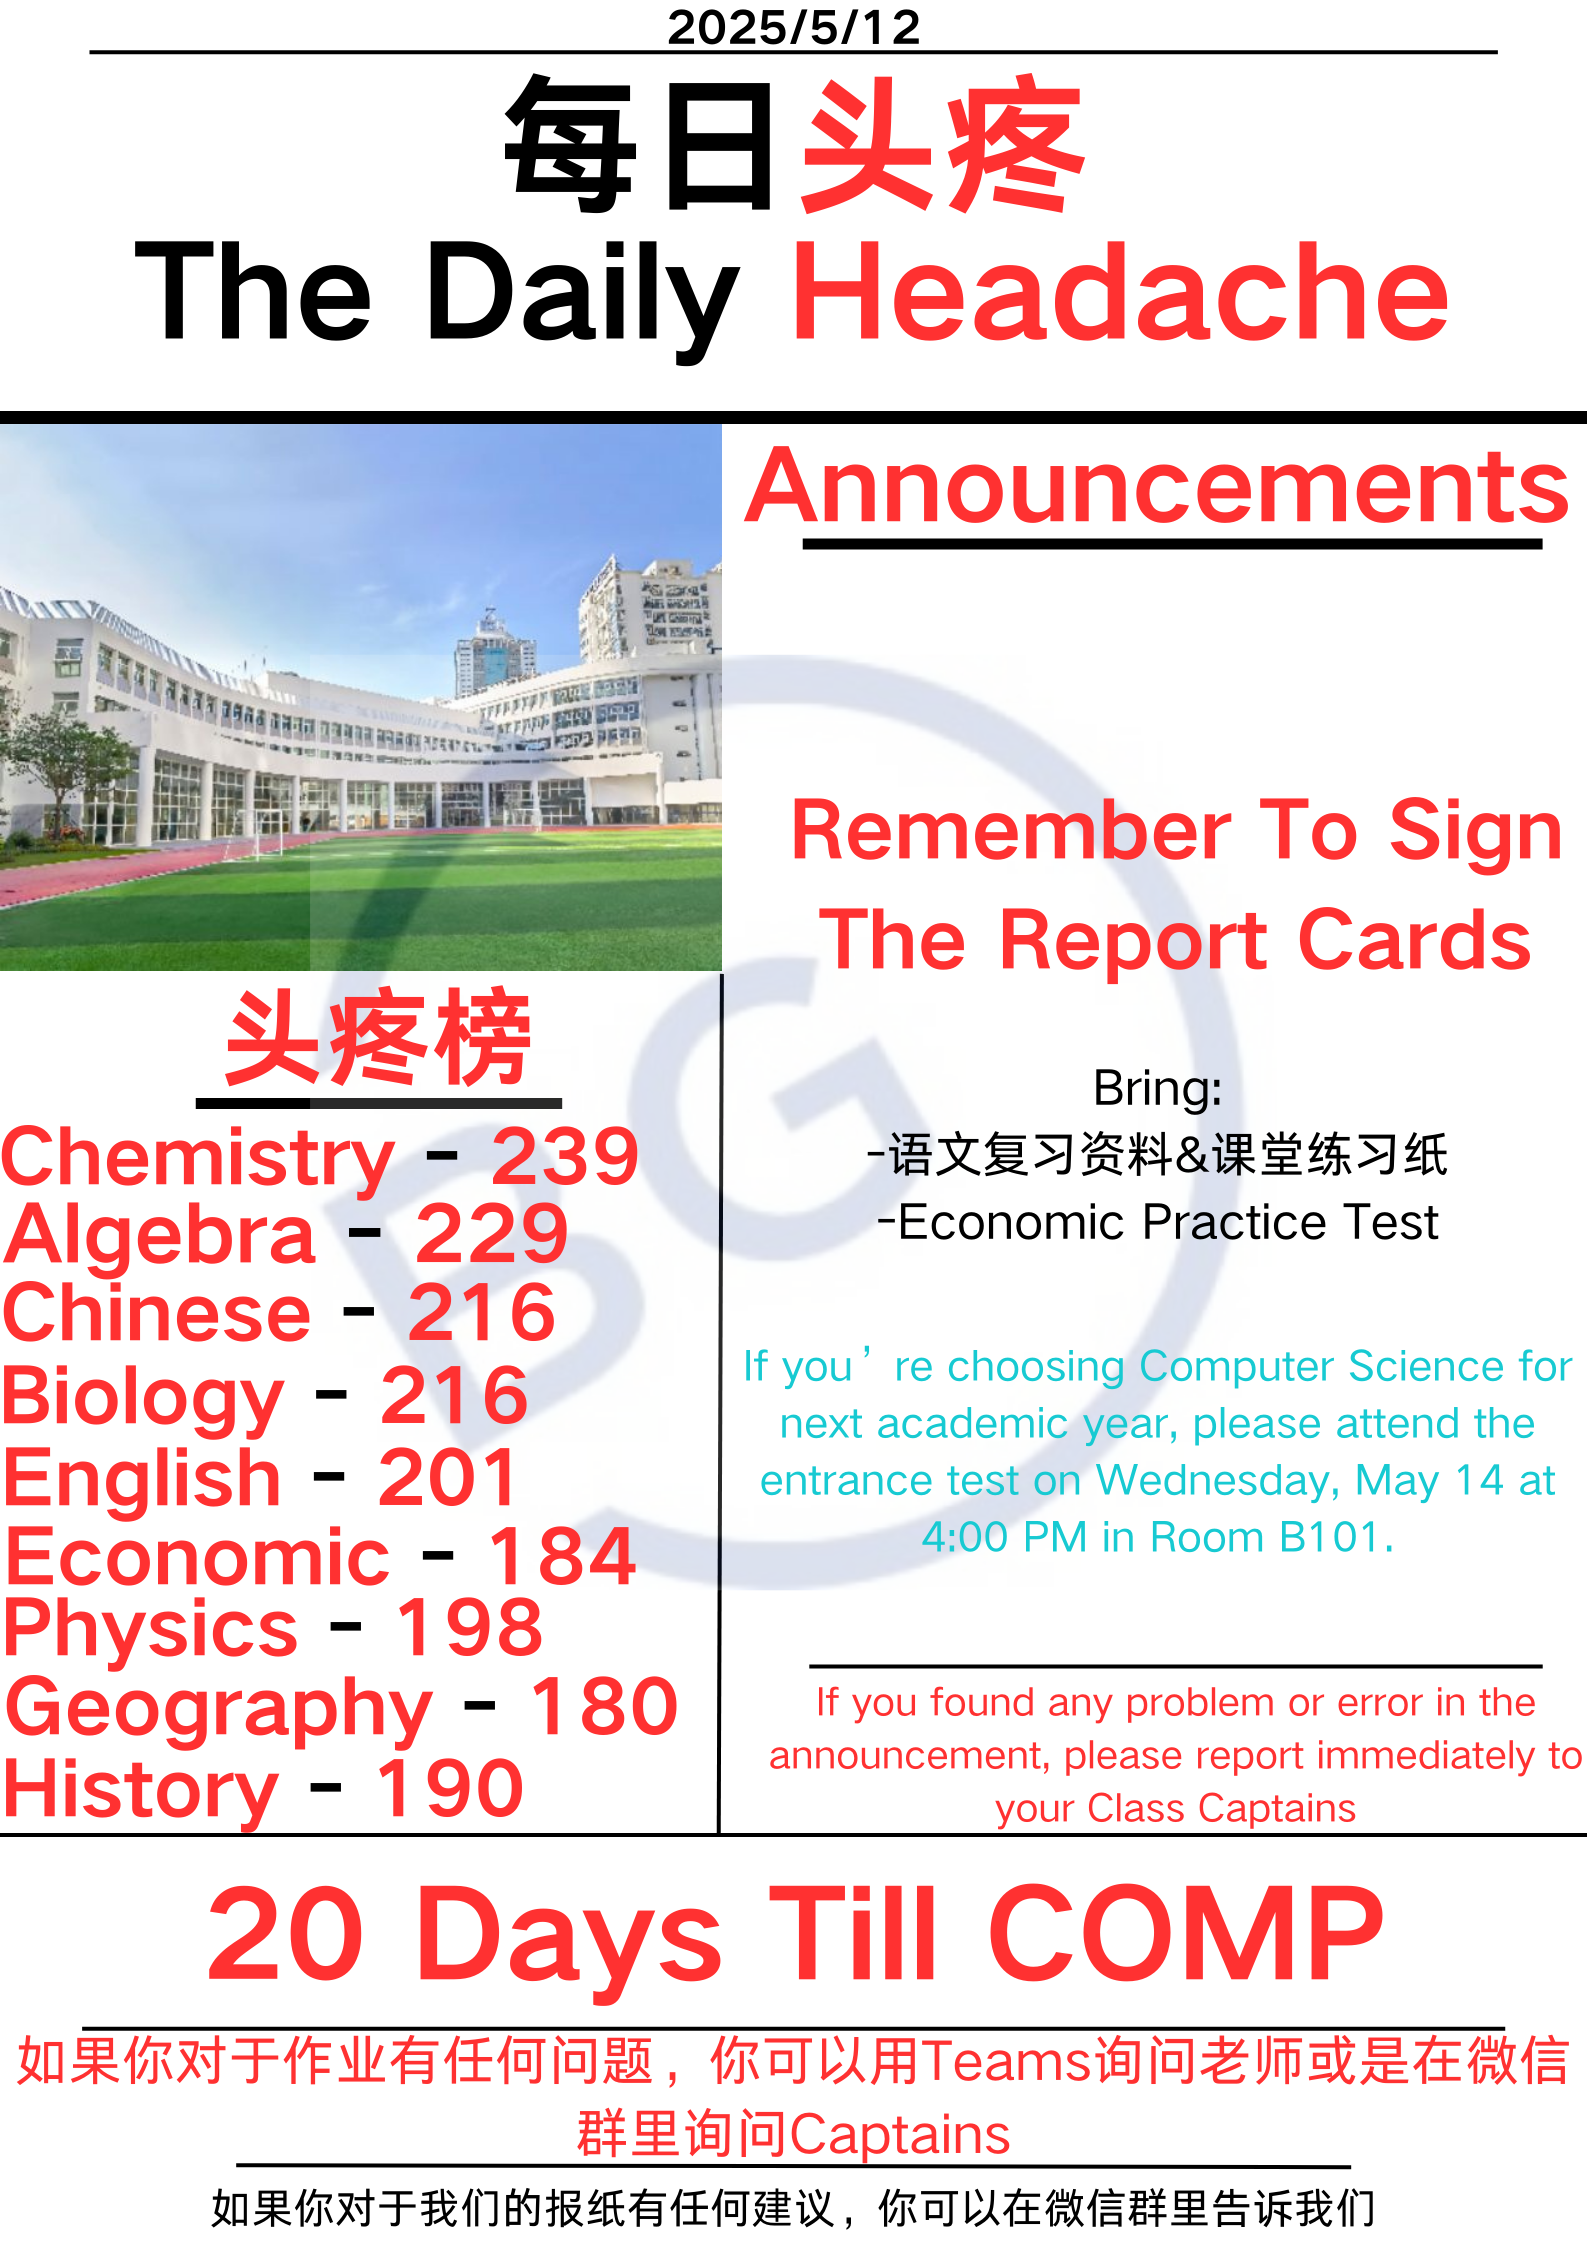 2025/5/12
每日头疼
The Daily Headache
Announcements
Remember To Sign
The Report Cards
Bring:
-语文复习资料&课堂练习纸
-Economic Practice Test
If you’re choosing Computer Science for
next academic year, please attend the
entrance test on Wednesday, May 14 at
4:00 PM in Room B101.
If you found any problem or error in the
announcement, please report immediately to
your Class Captains
头疼榜
Chemistry - 239
Algebra - 229
Chinese - 216
Biology - 216
English - 201
Economic - 184
Physics - 198
Geography - 180
History - 190
BG
20 Days Till COMP
如果你对于作业有任何问题，你可以用Teams询问老师或是在微信
群里询问Captains
如果你对于我们的报纸有任何建议，你可以在微信群里告诉我们